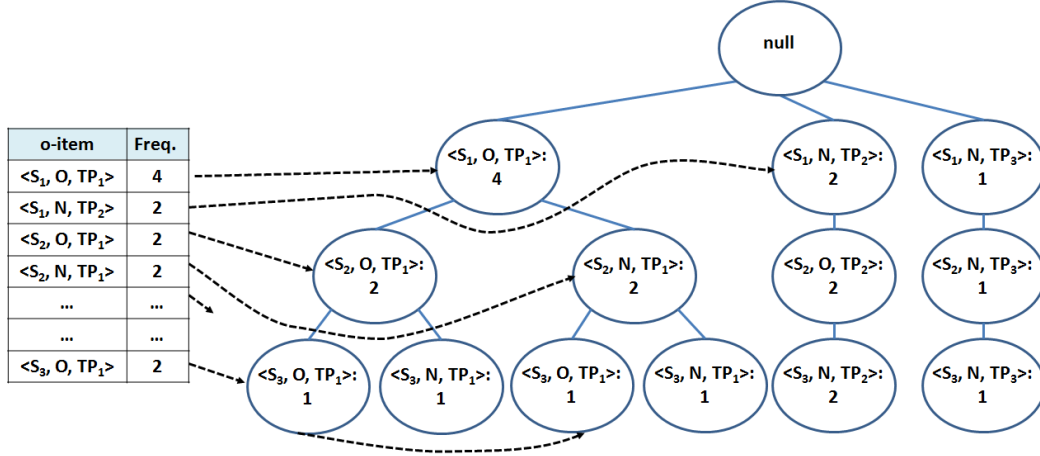 null
o-item Freq.
<S₁, O, TP₁> 4
<S₁, N, TP₂> 2
<S₂, O, TP₁> 2
<S₂, N, TP₁> 2
... ...
... ...
<S₃, O, TP₁> 2
<S₁, O, TP₁>:
4
<S₁, N, TP₂>:
2
<S₁, N, TP₃>:
1
<S₂, O, TP₁>:
2
<S₂, N, TP₁>:
2
<S₂, O, TP₂>:
2
<S₂, N, TP₃>:
1
<S₃, O, TP₁>:
1
<S₃, N, TP₁>:
1
<S₃, O, TP₁>:
1
<S₃, N, TP₁>:
1
<S₃, N, TP₂>:
2
<S₃, N, TP₃>:
1